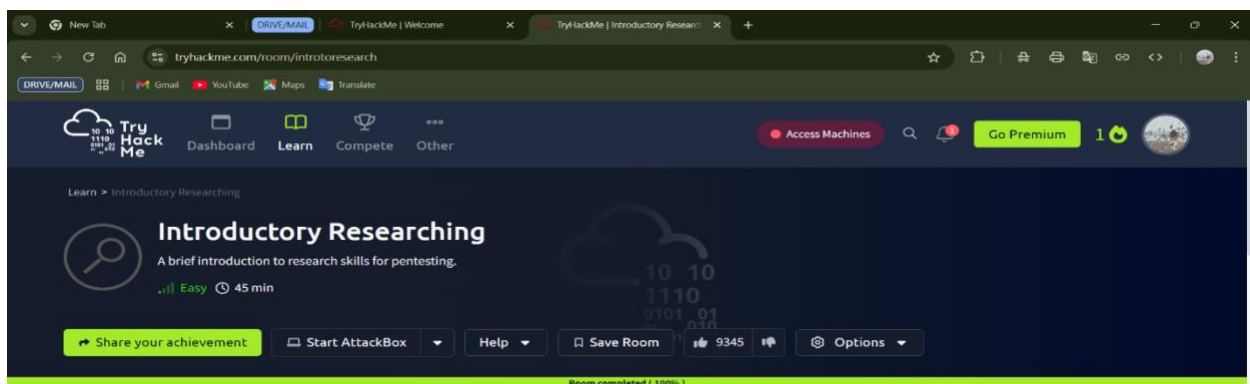 New Tab
DRIVE/MAIL
TryHackMe | Welcome
TryHackMe | Introductory Researc
tryhackme.com/room/introtoresearch
DRIVE/MAIL
Gmail
YouTube
Maps
Translate
Try
Hack
Me
Dashboard
Learn
Compete
Other
Access Machines
1
Go Premium
1
Learn > Introductory Researching
Introductory Researching
A brief introduction to research skills for pentesting.
Easy
45 min
Share your achievement
Start AttackBox
Help
Save Room
9345
Options
Room completed ( 100% )